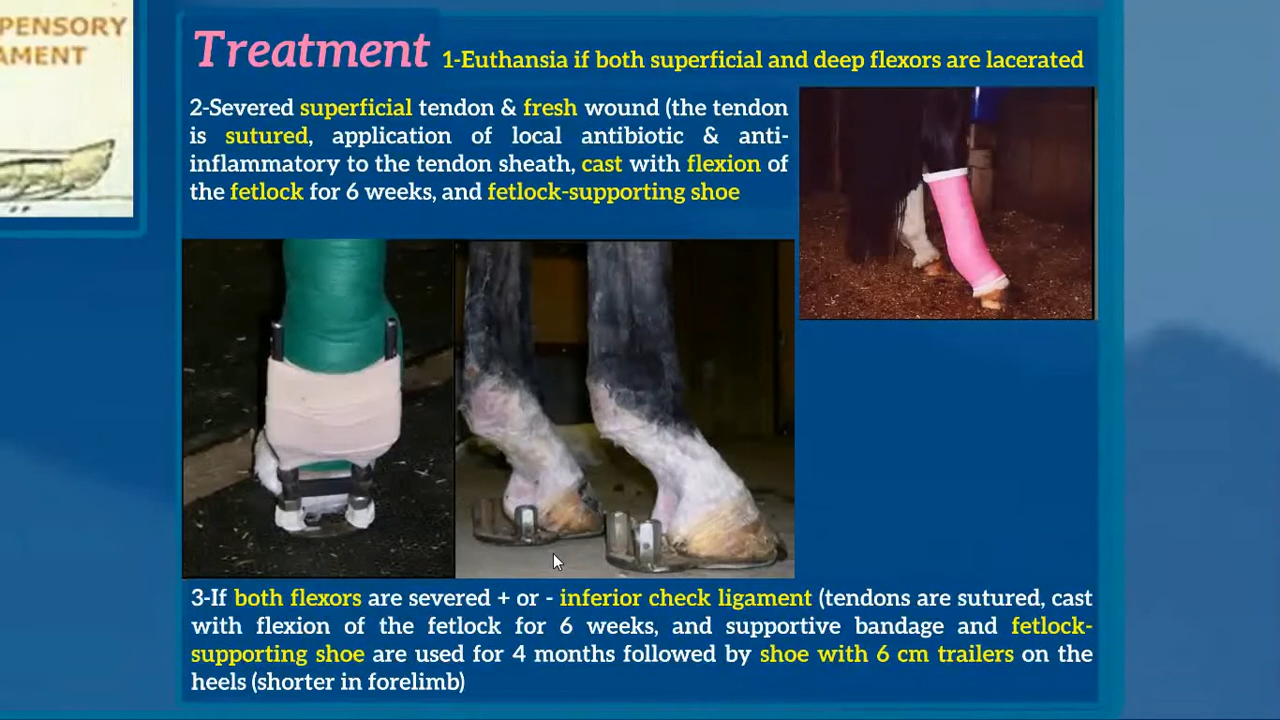 PENSORY
AMENT
Treatment 1-Euthansia if both superficial and deep flexors are lacerated
2-Severed superficial tendon & fresh wound (the tendon
is sutured, application of local antibiotic & anti-
inflammatory to the tendon sheath, cast with flexion of
the fetlock for 6 weeks, and fetlock-supporting shoe
3-If both flexors are severed + or - inferior check ligament (tendons are sutured, cast
with flexion of the fetlock for 6 weeks, and supportive bandage and fetlock-
supporting shoe are used for 4 months followed by shoe with 6 cm trailers on the
heels (shorter in forelimb)